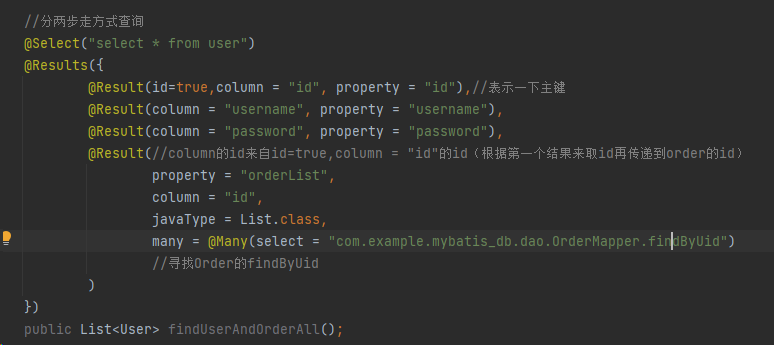 //分两步走方式查询
@Select("select * from user")
@Results({
@Result(id=true,column = "id", property = "id"),//表示一下主键
@Result(column = "username", property = "username"),
@Result(column = "password", property = "password"),
@Result(//column的id来自id=true,column = "id"的id（根据第一个结果来取id再传递到order的id）
property = "orderList",
column = "id",
javaType = List.class,
many = @Many(select = "com.example.mybatis_db.dao.OrderMapper.findByUid")
//寻找Order的findByUid
)
})
public List<User> findUserAndOrderAll();